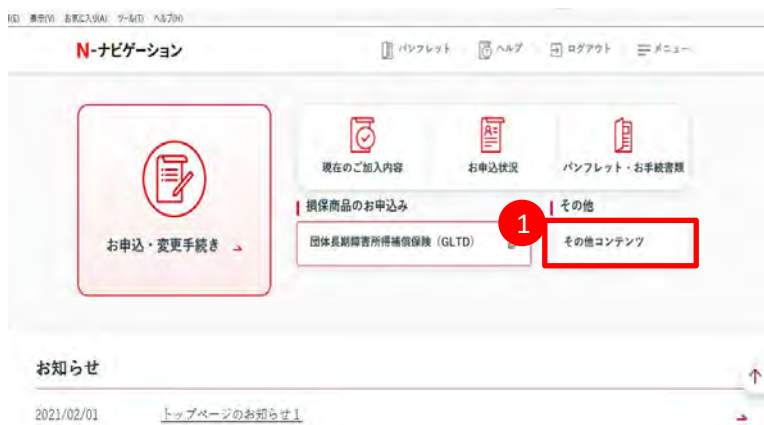 表示(V) お気に入り(A) ツール(T) ヘルプ(H)
N-ナビゲーション
パンフレット ヘルプ ログアウト メニュー
現在のご加入内容 お申込状況 パンフレット・お手続書類
お申込・変更手続き
損保商品のお申込み
団体長期障害所得補償保険（GLTD）
1
その他
その他コンテンツ
お知らせ
2021/02/01 トップページのお知らせ1